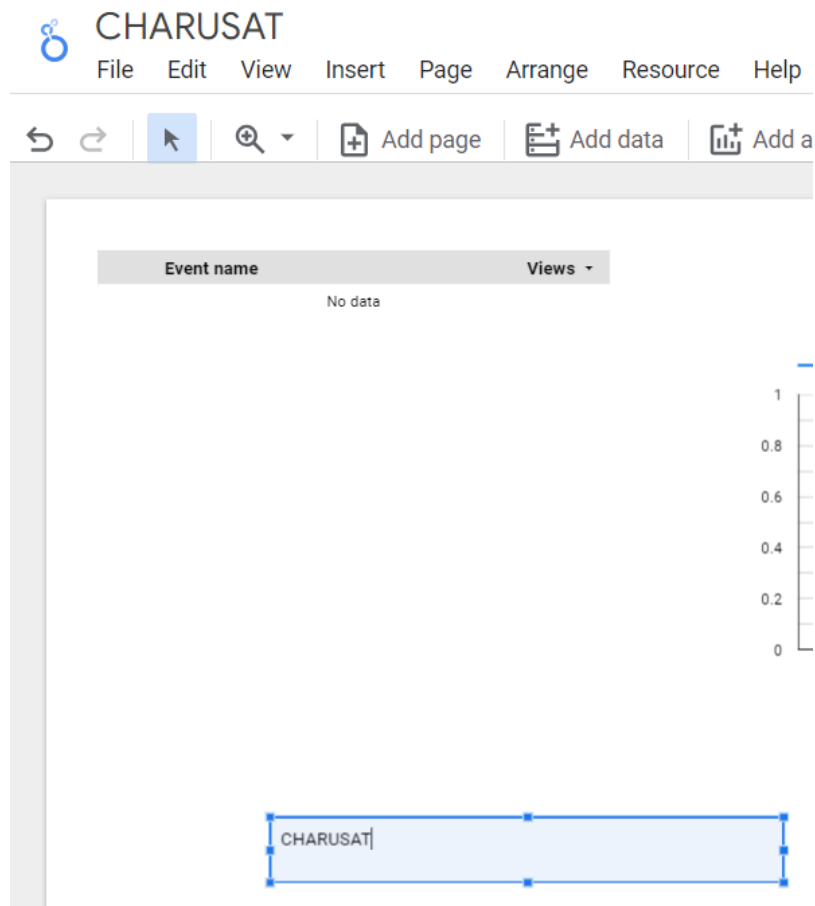 CHARUSAT
File Edit View Insert Page Arrange Resource Help
Add page Add data Add a
Event name Views
No data
1
0.8
0.6
0.4
0.2
0
CHARUSAT